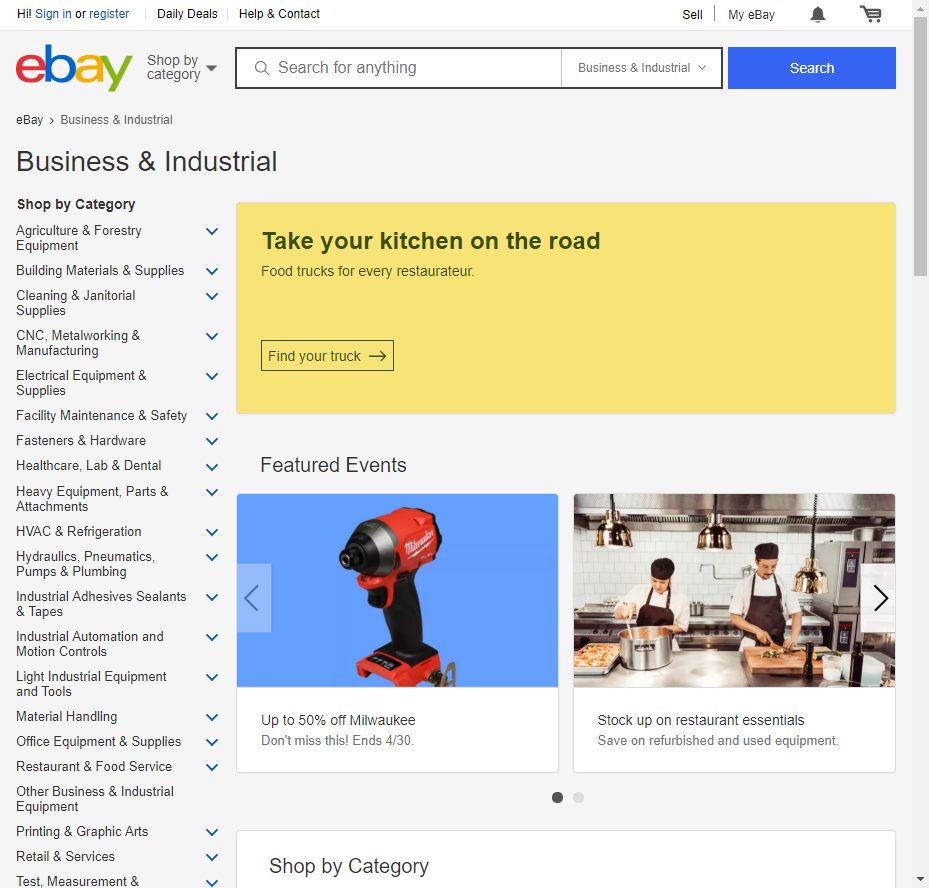 Hi! Sign in or register
Daily Deals
Help & Contact
Sell
My eBay
ebay
Shop by
category
Search for anything
Business & Industrial
Search
eBay
Business & Industrial
Business & Industrial
Shop by Category
Agriculture & Forestry
Equipment
Building Materials & Supplies
Cleaning & Janitorial
Supplies
CNC, Metalworking &
Manufacturing
Electrical Equipment &
Supplies
Facility Maintenance & Safety
Fasteners & Hardware
Healthcare, Lab & Dental
Heavy Equipment, Parts &
Attachments
HVAC & Refrigeration
Hydraulics, Pneumatics,
Pumps & Plumbing
Industrial Adhesives Sealants
& Tapes
Industrial Automation and
Motion Controls
Light Industrial Equipment
and Tools
Material Handling
Office Equipment & Supplies
Restaurant & Food Service
Other Business & Industrial
Equipment
Printing & Graphic Arts
Retail & Services
Test, Measurement &
Take your kitchen on the road
Food trucks for every restaurateur.
Find your truck
Featured Events
Milwaukee
Up to 50% off Milwaukee
Don't miss this! Ends 4/30.
Stock up on restaurant essentials
Save on refurbished and used equipment.
Shop by Category